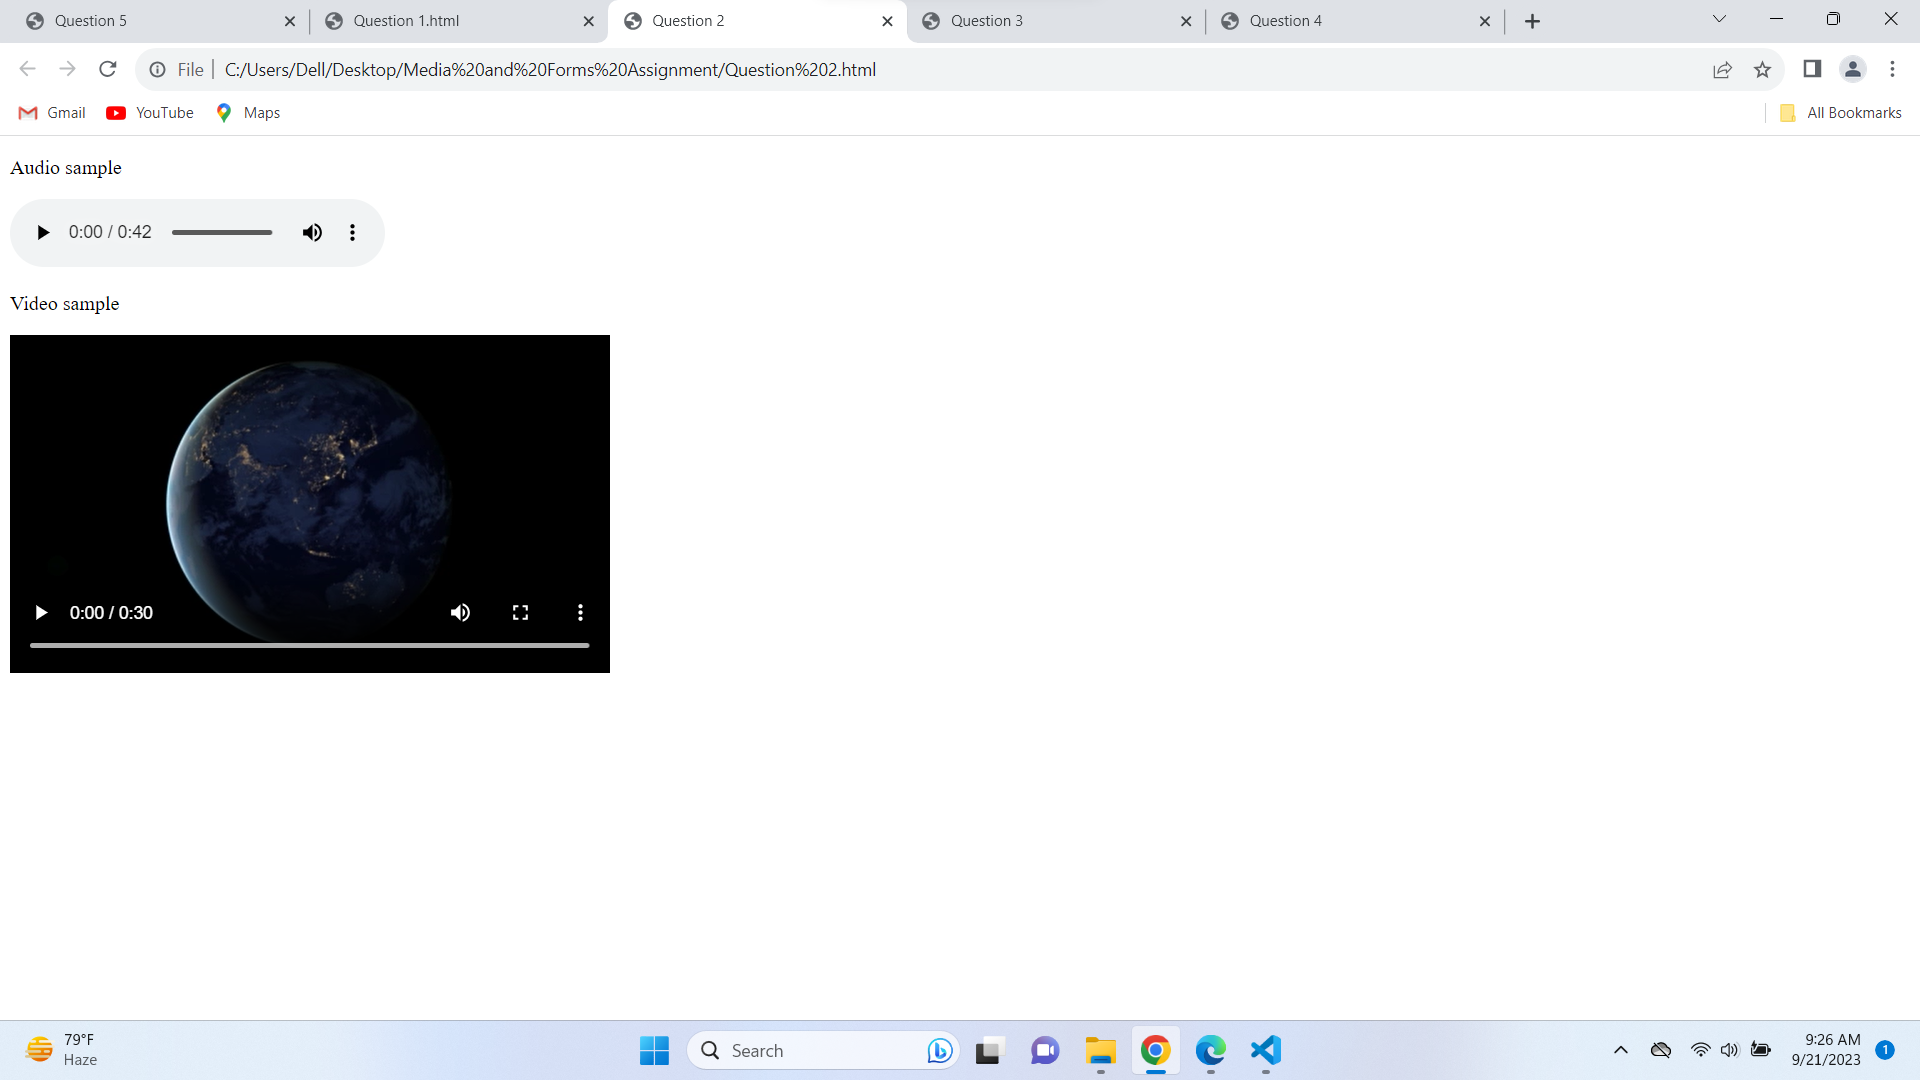 Question 5
Question 1.html
Question 2
Question 3
Question 4
File
C:/Users/Dell/Desktop/Media%20and%20Forms%20Assignment/Question%202.html
Gmail
YouTube
Maps
All Bookmarks
Audio sample
0:00 / 0:42
Video sample
0:00 / 0:30
79°F
Haze
Search
9:26 AM
9/21/2023
1